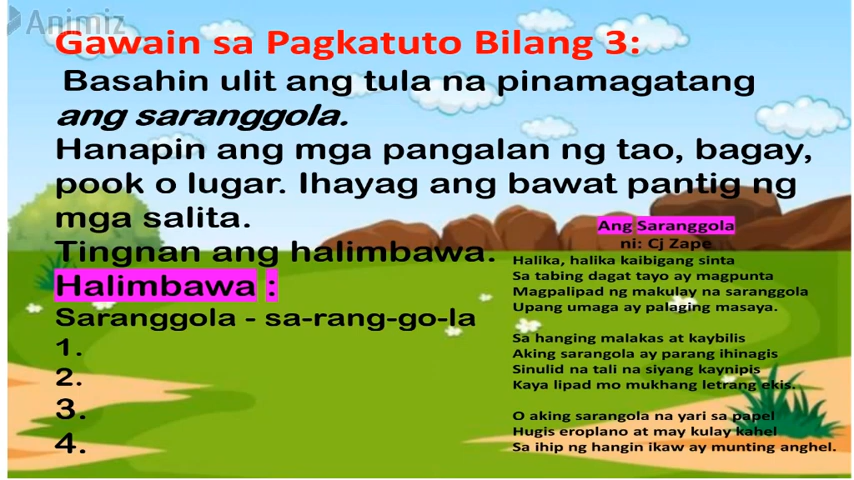 Animiz
Gawain sa Pagkatuto Bilang 3:
Basahin ulit ang tula na pinamagatang
ang saranggola.
Hanapin ang mga pangalan ng tao, bagay,
pook o lugar. Ihayag ang bawat pantig ng
mga salita.
Tingnan ang halimbawa.
Halimbawa :
Saranggola - sa-rang-go-la
1.
2.
3.
4.
Ang Saranggola
ni: Cj Zape
Halika, halika kaibigang sinta
Sa tabing dagat tayo ay magpunta
Magpalipad ng makulay na saranggola
Upang umaga ay palaging masaya.
Sa hanging malakas at kaybilis
Aking sarangola ay parang ihinagis
Sinulid na tali na siyang kaynipis
Kaya lipad mo mukhang letrang ekis.
O aking sarangola na yari sa papel
Hugis eroplano at may kulay kahel
Sa ihip ng hangin ikaw ay munting anghel.